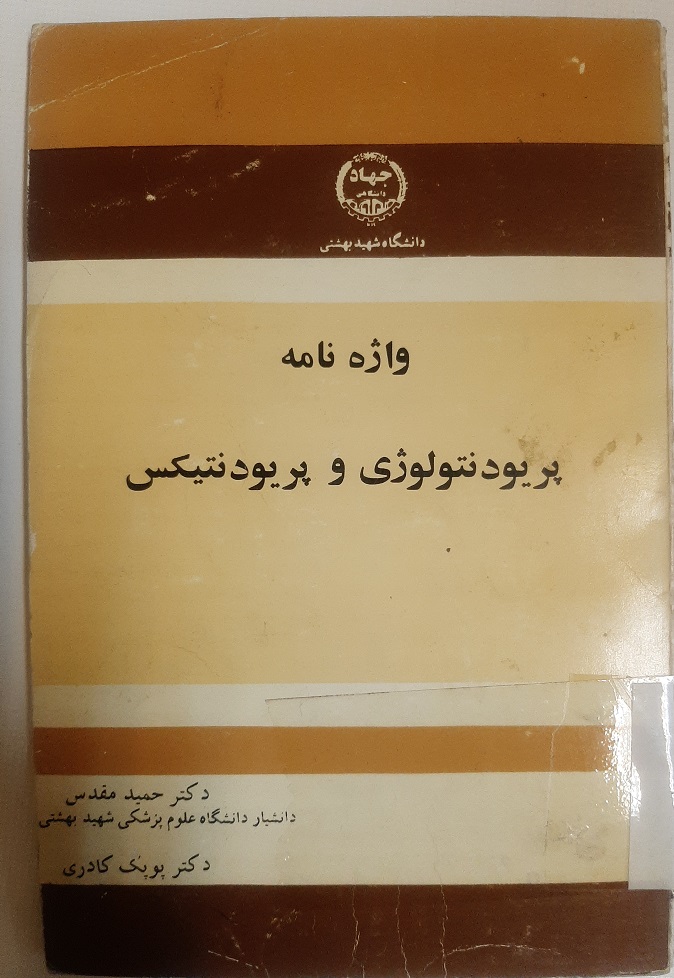 جهاد
دانشگاهی
دانشگاه شهید بهشتی
واژه نامه
پریودنتولوژی و پریودنتیکس
دکتر حمید مقدس
دانشیار دانشگاه علوم پزشکی شهید بهشتی
دکتر پوپک کادری